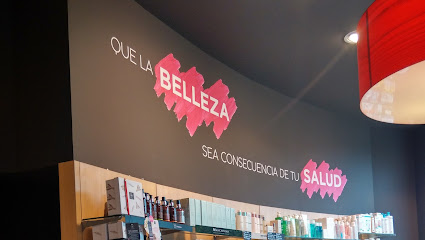 QUE LA
BELLEZA
SEA CONSECUENCIA DE TU
SALUD